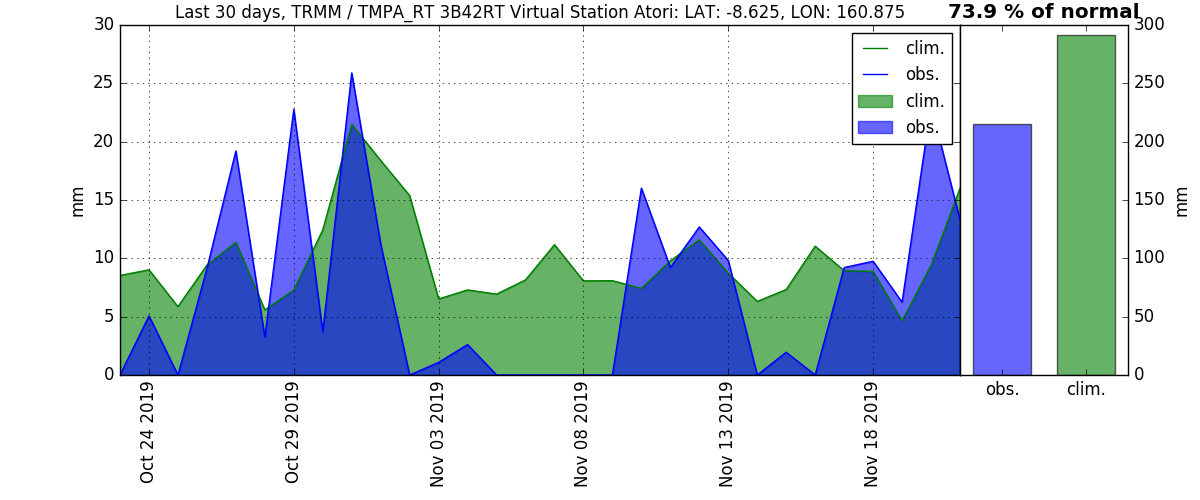 Last 30 days, TRMM / TMPA_RT 3B42RT Virtual Station Atori: LAT: -8.625, LON: 160.875
73.9 % of normal
30
25
20
15
10
5
0
mm
clim.
obs.
clim.
obs.
300
250
200
150
100
50
0
mm
obs.
clim.
Oct 24 2019
Oct 29 2019
Nov 03 2019
Nov 08 2019
Nov 13 2019
Nov 18 2019